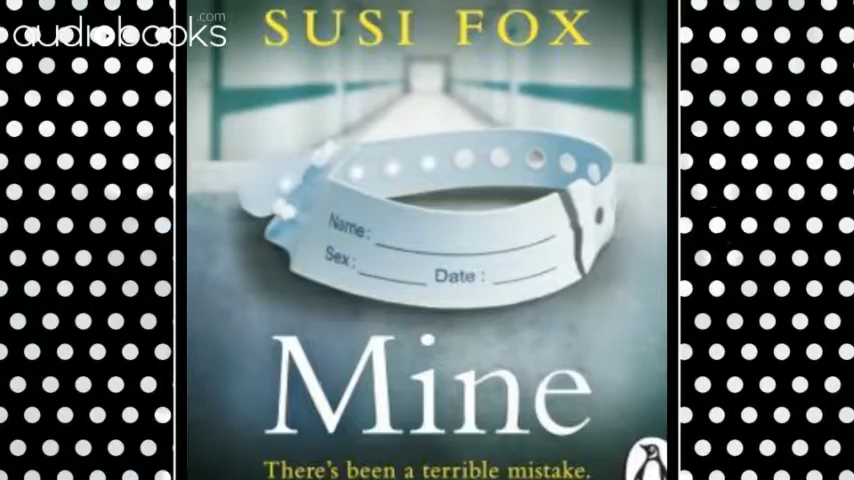 audiobooks.com
SUSI FOX
Name:
Sex: Date :
Mine
There's been a terrible mistake.